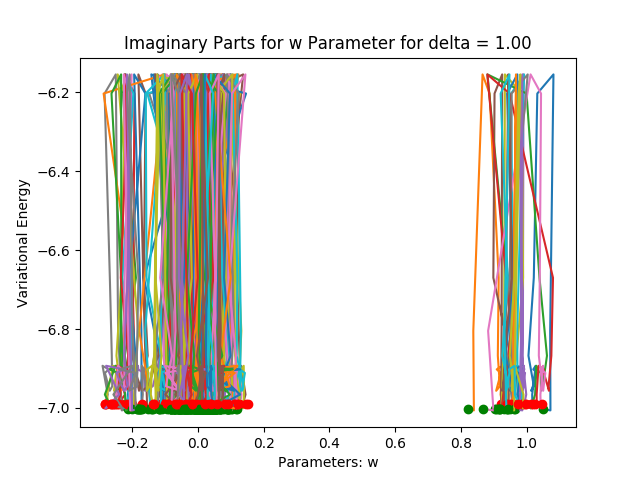 Imaginary Parts for w Parameter for delta = 1.00
Variational Energy
−6.2
−6.4
−6.6
−6.8
−7.0
−0.2 0.0 0.2 0.4 0.6 0.8 1.0
Parameters: w